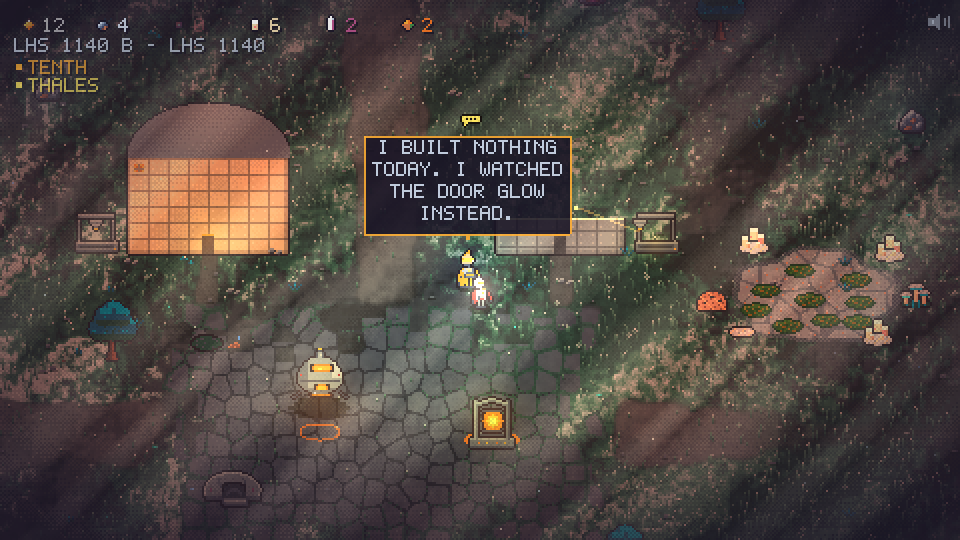 12 4 6 2 2
LHS 1140 B - LHS 1140
TENTH
THALES
I BUILT NOTHING
TODAY. I WATCHED
THE DOOR GLOW
INSTEAD.